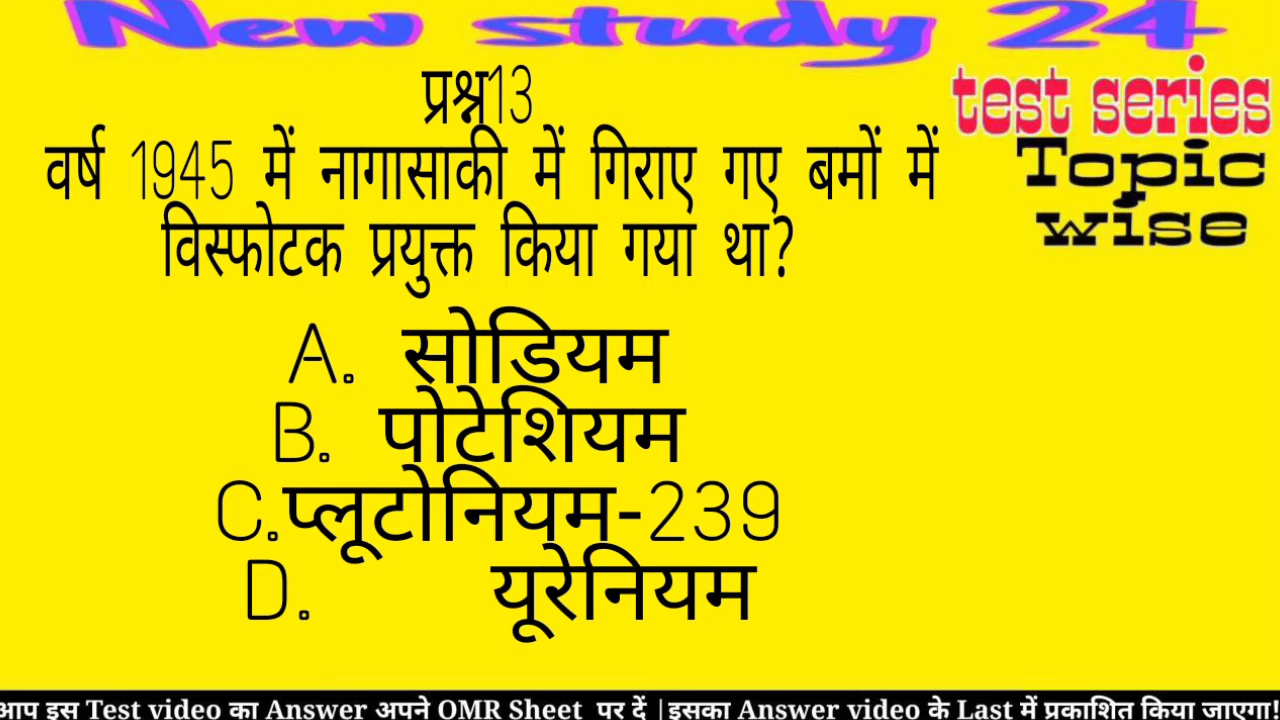 New study 24
test series
Topic
wise
प्रश्न13
वर्ष 1945 में नागासाकी में गिराए गए बमों में
विस्फोटक प्रयुक्त किया गया था?
A. सोडियम
B. पोटेशियम
C.प्लूटोनियम-239
D. यूरेनियम
आप इस Test video का Answer अपने OMR Sheet पर दें |इसका Answer video के Last में प्रकाशित किया जाएगा!